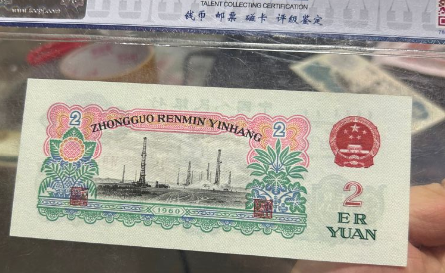 TALENT COLLECTING CERTIFICATION
钱币 邮票 磁卡 评级鉴定
2
ZHONGGUO RENMIN YINHANG
2
1960
2
ER
YUAN